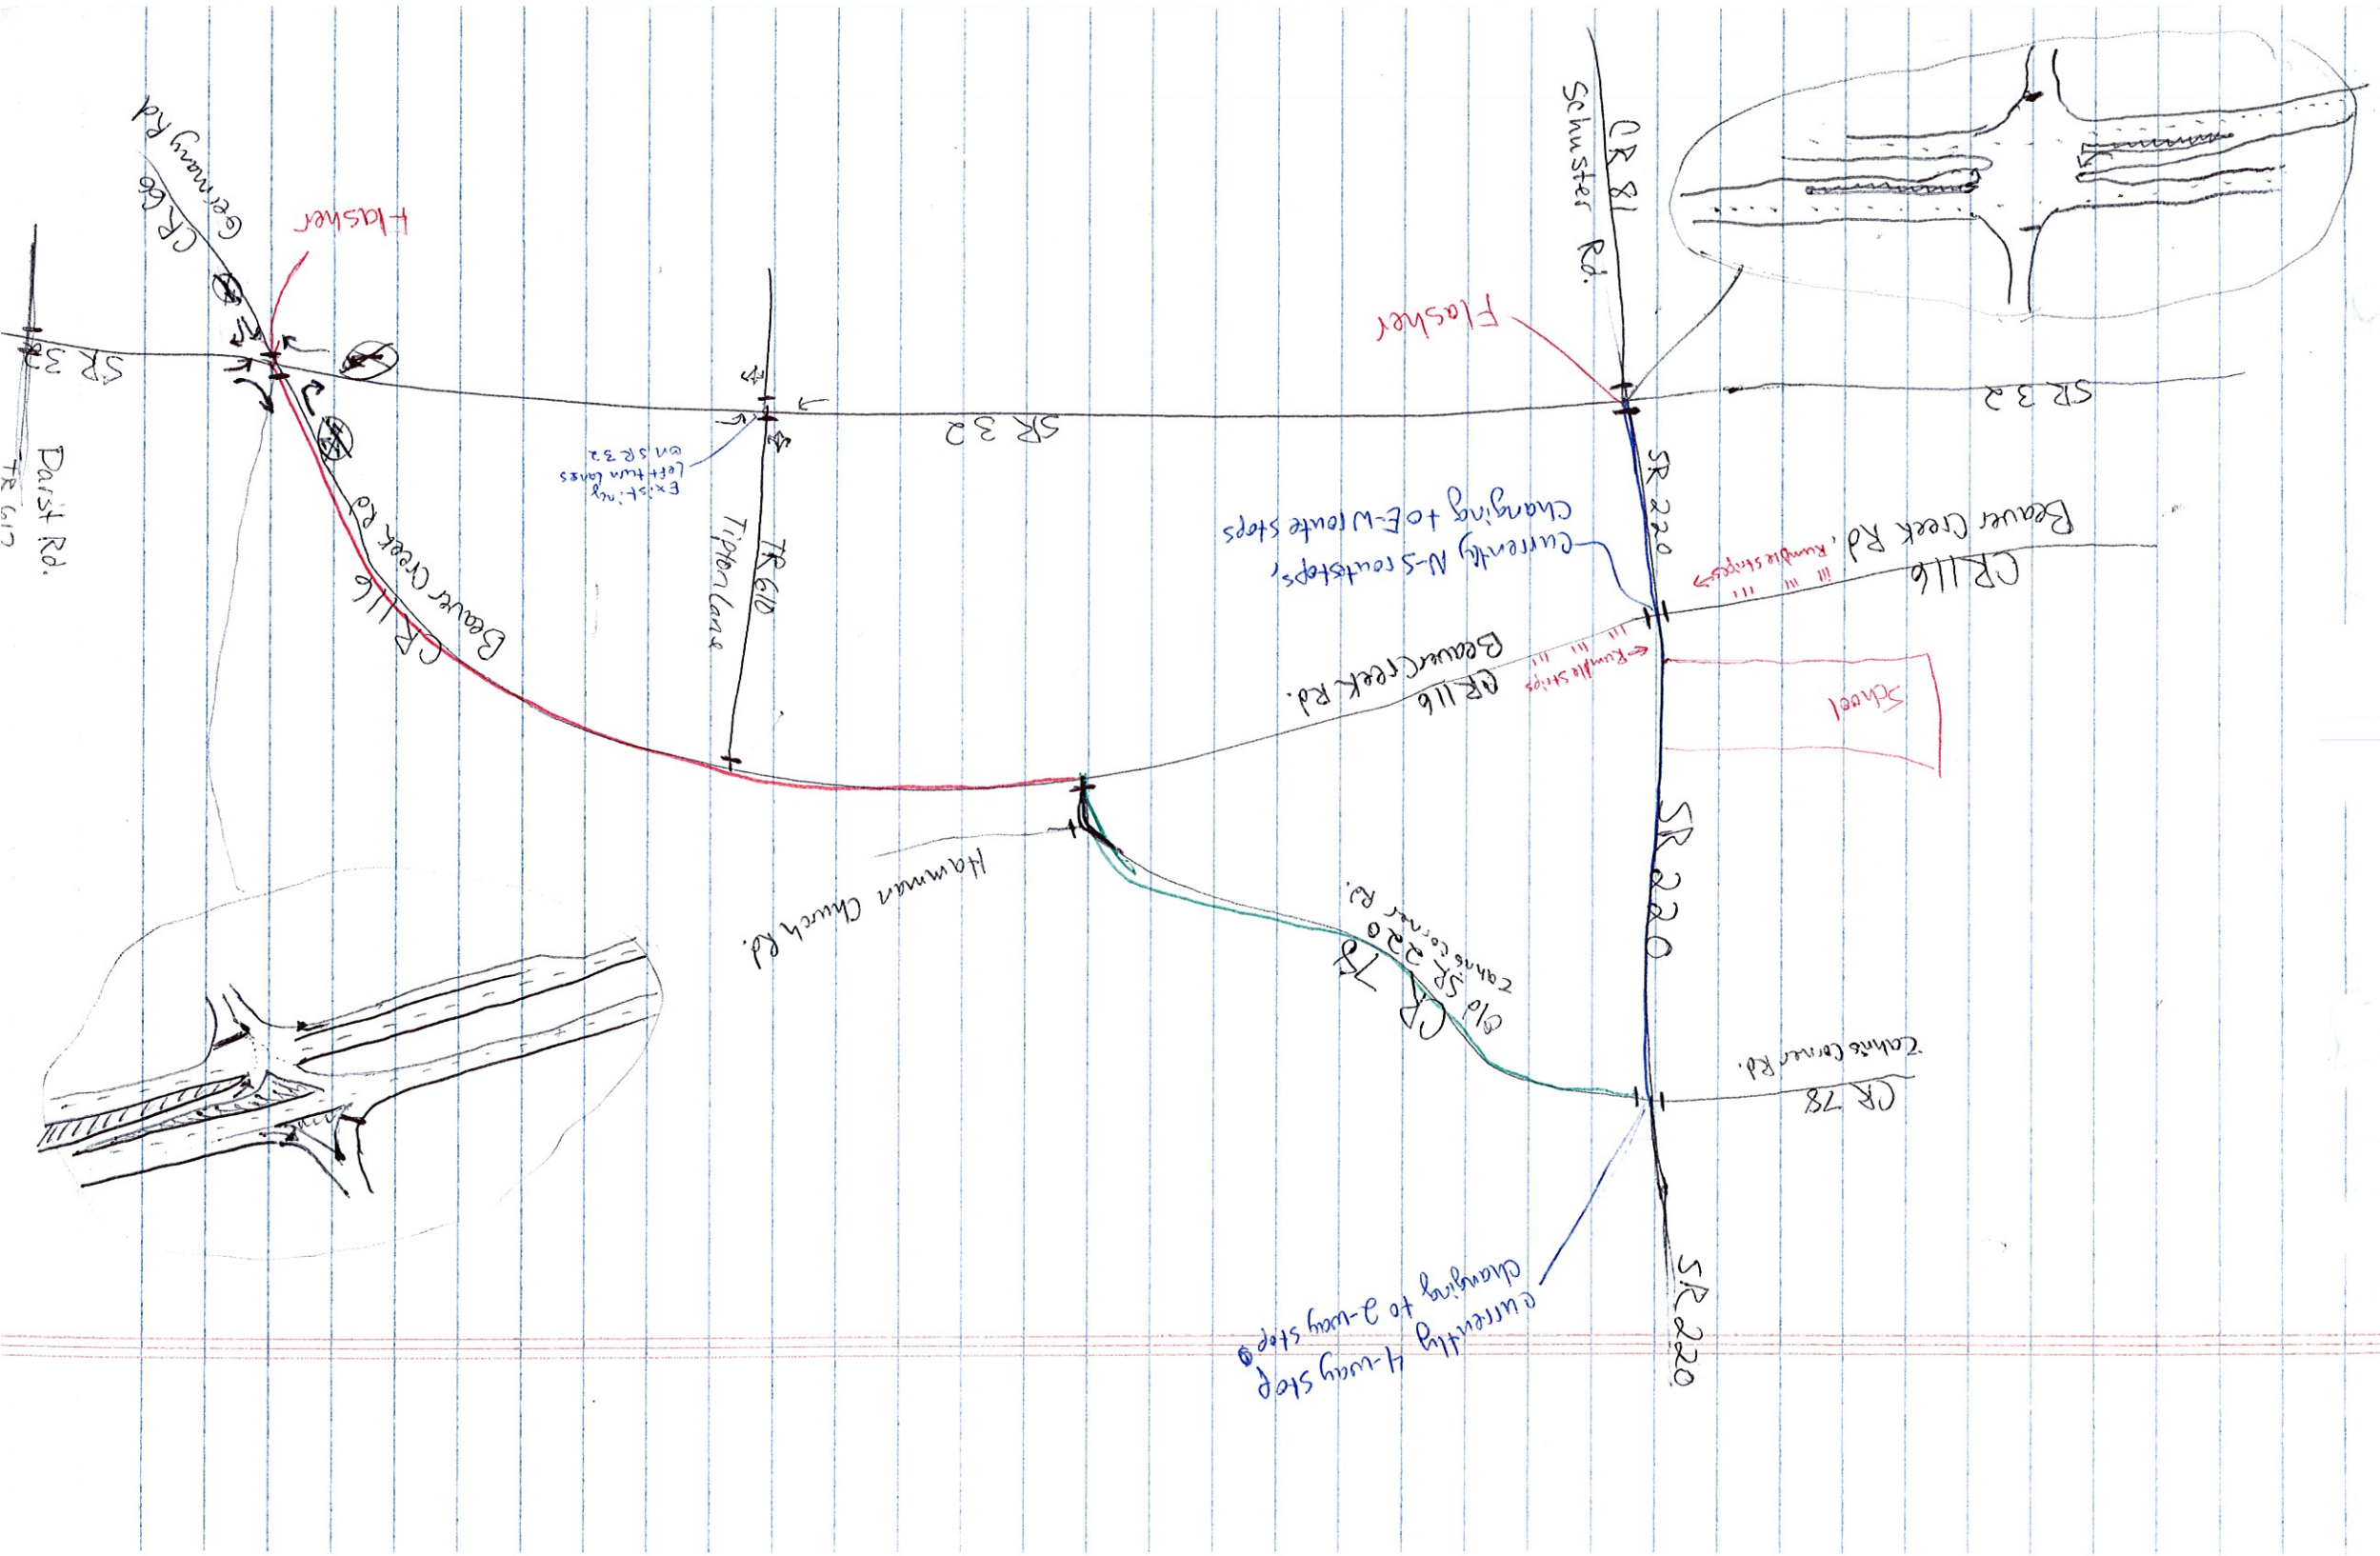 Germany Rd
CR 66
Flasher
SR 32
Darst Rd.
Beaver Creek Rd
CR 116
TR 610
Tipton Lane
Existing
Left turn lanes
on SR 32
SR 32
CR 81
Schuster Rd.
Flasher
SR 32
SR 220
Currently N-S route stops,
Changing to E-W route stops
Beaver Creek Rd.
CR 116
Rumble strips
Beaver Creek Rd.
CR 116
Rumble strips
School
SR 220
Hamman Church Rd.
Zahns Corner Rd.
old SR 220
CR 78
Zahns Corner Rd.
CR 78
Currently 4-way stop
Changing to 2-way stop
SR 220